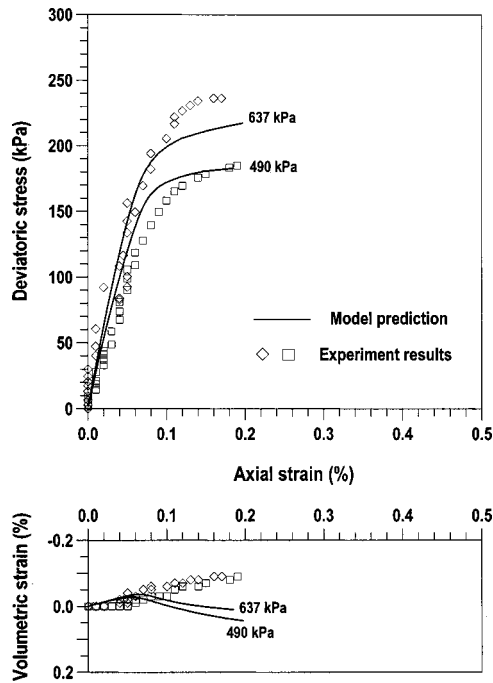 300
250
200
150
100
50
0
Deviatoric stress (kPa)
637 kPa
490 kPa
Model prediction
Experiment results
0.0 0.1 0.2 0.3 0.4 0.5
Axial strain (%)
0.0 0.1 0.2 0.3 0.4 0.5
-0.2
0.0
0.2
Volumetric strain (%)
637 kPa
490 kPa